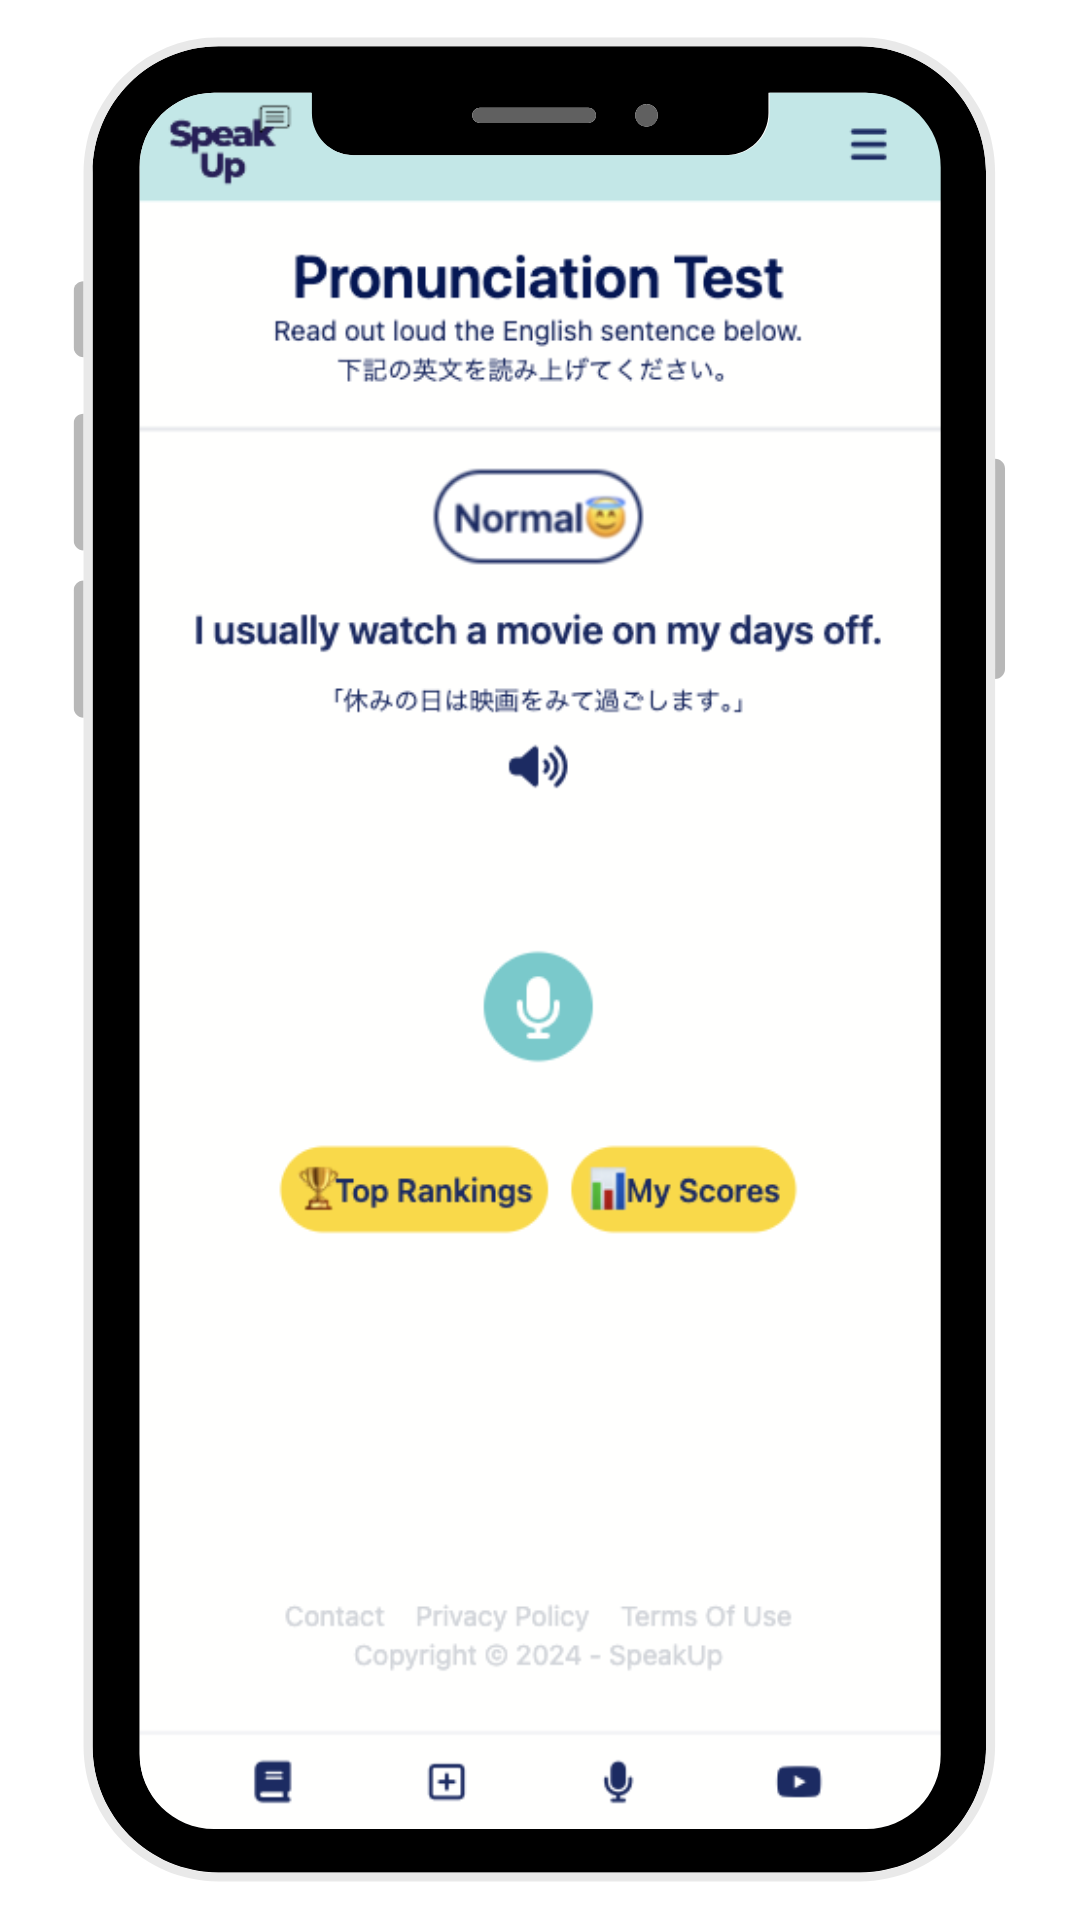 Speak
Up
Pronunciation Test
Read out loud the English sentence below.
下記の英文を読み上げてください。
Normal😇
I usually watch a movie on my days off.
「休みの日は映画をみて過ごします。」
🏆Top Rankings
📊My Scores
Contact Privacy Policy Terms Of Use
Copyright © 2024 - SpeakUp